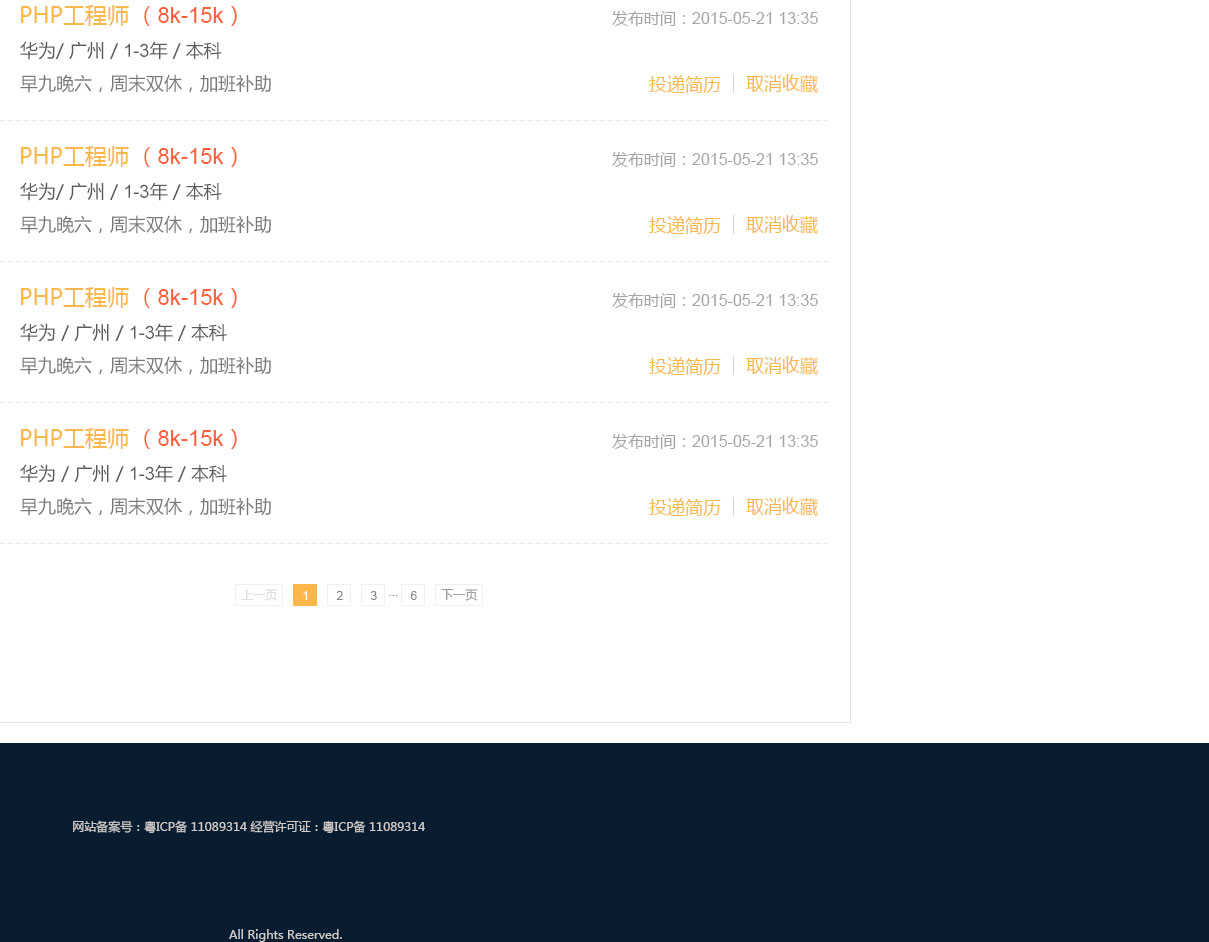 PHP工程师（8k-15k） 发布时间：2015-05-21 13:35
华为/ 广州 / 1-3年 / 本科
早九晚六，周末双休，加班补助 投递简历 取消收藏
PHP工程师（8k-15k） 发布时间：2015-05-21 13:35
华为/ 广州 / 1-3年 / 本科
早九晚六，周末双休，加班补助 投递简历 取消收藏
PHP工程师（8k-15k） 发布时间：2015-05-21 13:35
华为 / 广州 / 1-3年 / 本科
早九晚六，周末双休，加班补助 投递简历 取消收藏
PHP工程师（8k-15k） 发布时间：2015-05-21 13:35
华为 / 广州 / 1-3年 / 本科
早九晚六，周末双休，加班补助 投递简历 取消收藏
上一页 1 2 3 ... 6 下一页
网站备案号：粤ICP备 11089314 经营许可证：粤ICP备 11089314
All Rights Reserved.